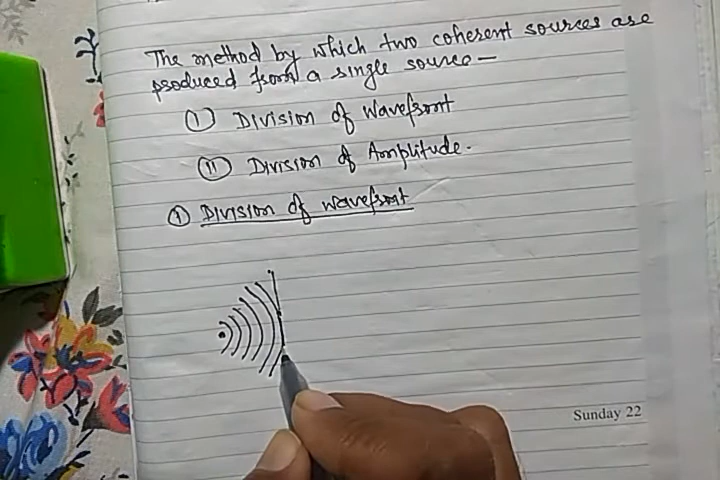 The method by which two coherent sources are
produced from a single source—
(I) Division of Wavefront
(II) Division of Amplitude.
(I) Division of wavefront
Sunday 22